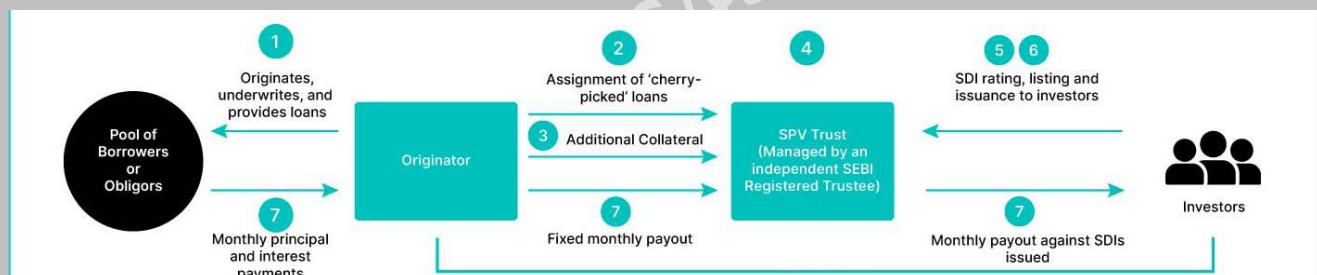 1
Originates,
underwrites, and
provides loans
2
Assignment of ‘cherry-
picked’ loans
3 Additional Collateral
4
5 6
SDI rating, listing and
issuance to investors
Pool of
Borrowers
or
Obligors
Originator
SPV Trust
(Managed by an
independent SEBI
Registered Trustee)
Investors
7
Monthly principal
and interest
payments
7
Fixed monthly payout
7
Monthly payout against SDIs
issued